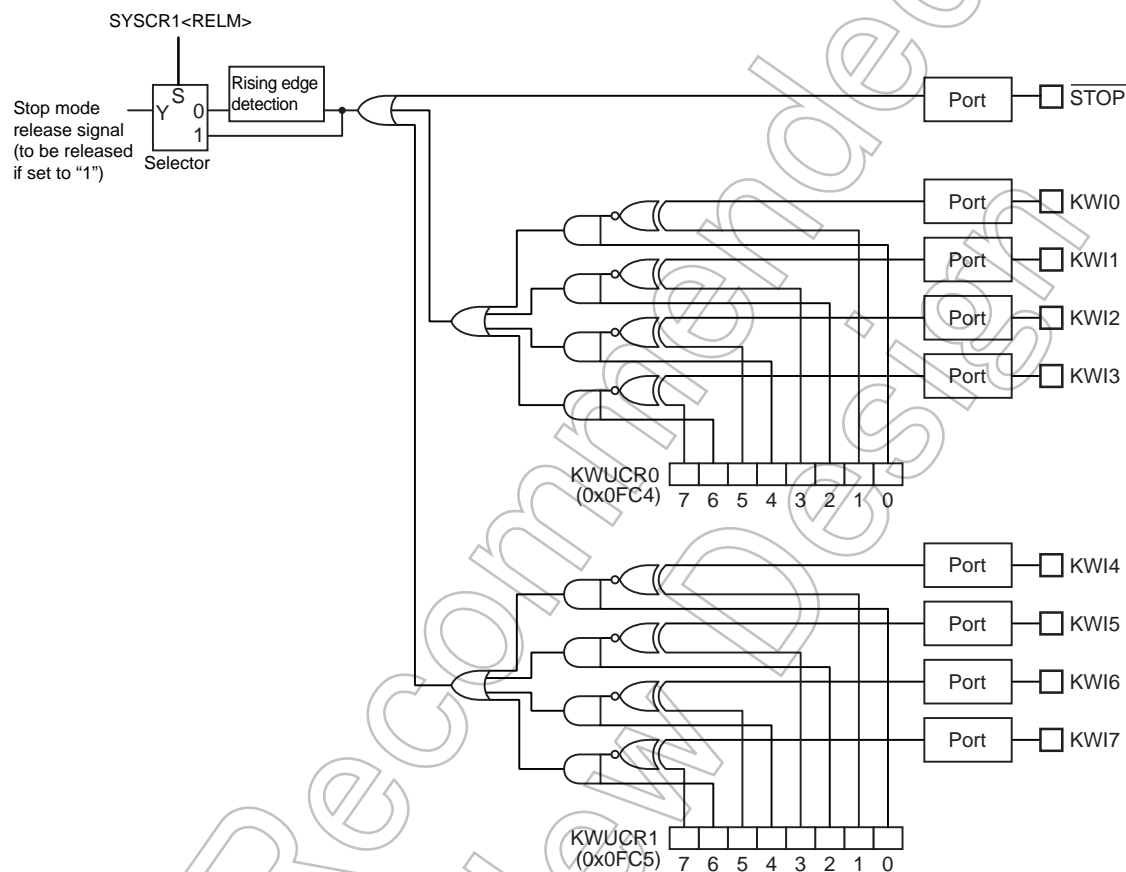 SYSCR1<RELM>
Stop mode
release signal
(to be released
if set to “1”)
S
Y
0
1
Selector
Rising edge
detection
Port
STOP
Port
KWI0
Port
KWI1
Port
KWI2
Port
KWI3
KWUCR0
(0x0FC4)
7 6 5 4 3 2 1 0
Port
KWI4
Port
KWI5
Port
KWI6
Port
KWI7
KWUCR1
(0x0FC5)
7 6 5 4 3 2 1 0
Recommended
New Design